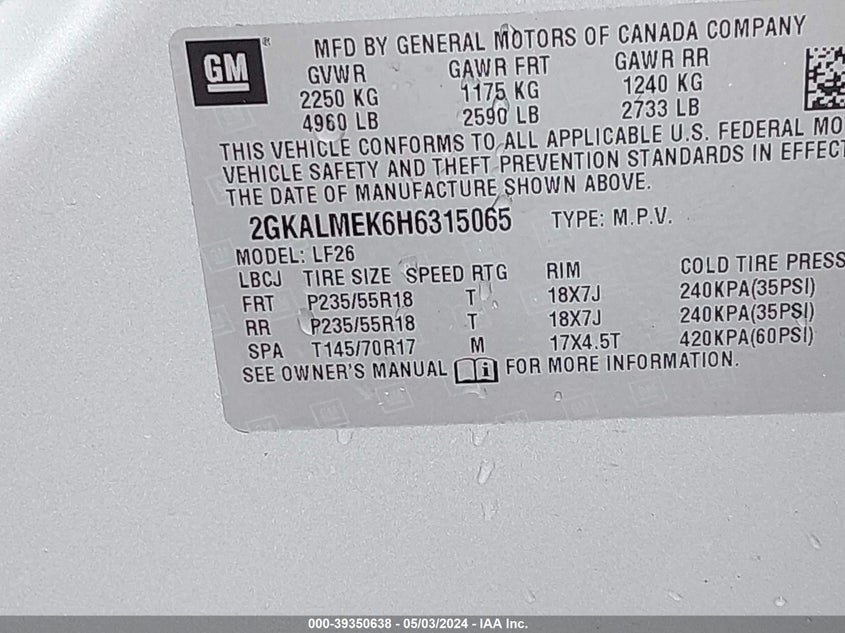 GM ® MFD BY GENERAL MOTORS OF CANADA COMPANY
GVWR GAWR FRT GAWR RR
2250 KG 1175 KG 1240 KG
4960 LB 2590 LB 2733 LB
THIS VEHICLE CONFORMS TO ALL APPLICABLE U.S. FEDERAL MO
VEHICLE SAFETY AND THEFT PREVENTION STANDARDS IN EFFECT
THE DATE OF MANUFACTURE SHOWN ABOVE.
2GKALMEK6H6315065 TYPE: M.P.V.
MODEL: LF26
LBCJ TIRE SIZE SPEED RTG RIM COLD TIRE PRESS
FRT P235/55R18 T 18X7J 240KPA(35PSI)
RR P235/55R18 T 18X7J 240KPA(35PSI)
SPA T145/70R17 M 17X4.5T 420KPA(60PSI)
SEE OWNER'S MANUAL i FOR MORE INFORMATION.
000-39350638 - 05/03/2024 - IAA Inc.